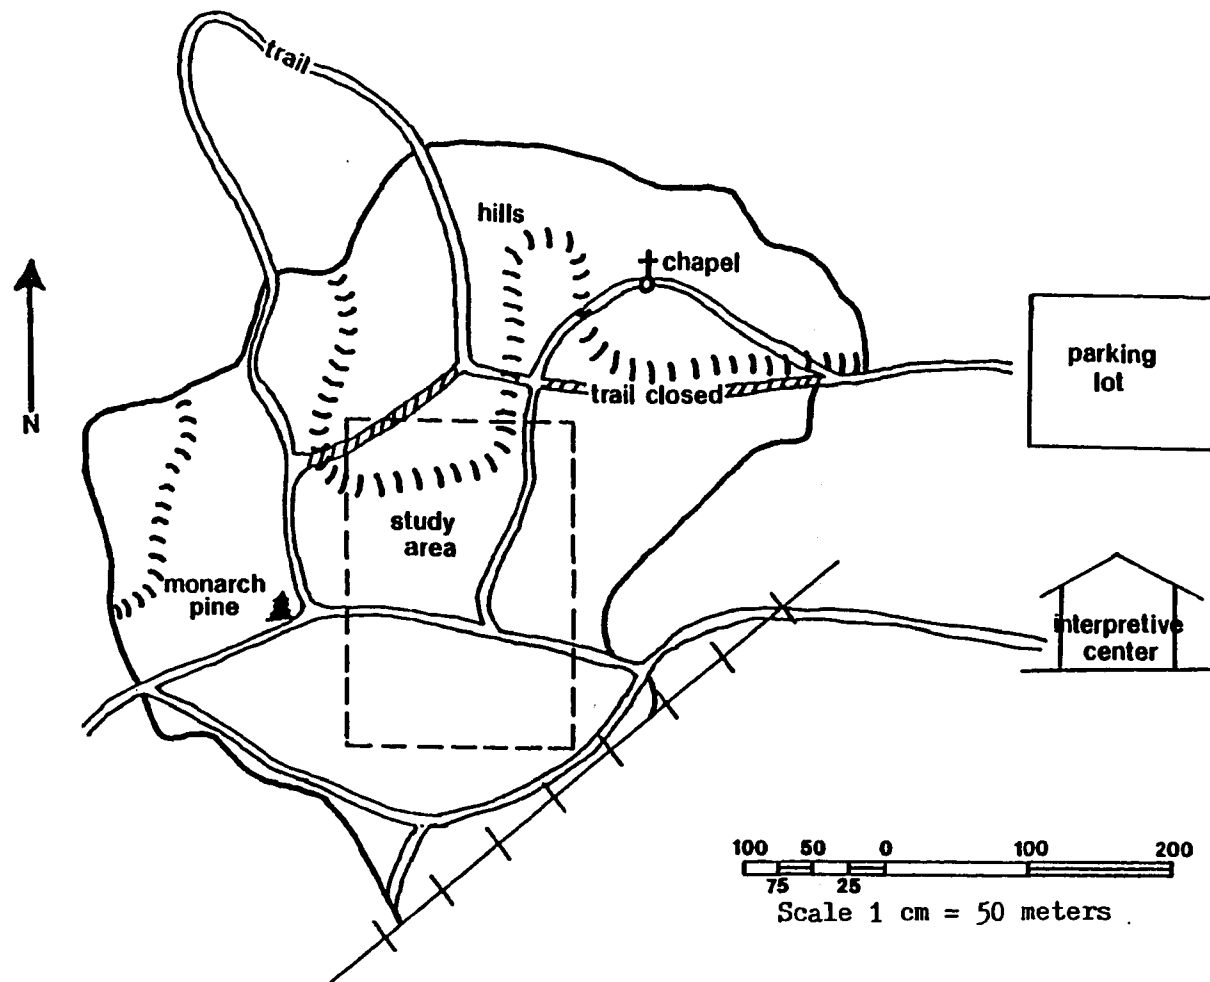 trail
hills
chapel
parking
lot
trail closed
N
study
area
monarch
pine
interpretive
center
100 50 0 100 200
75 25
Scale 1 cm = 50 meters